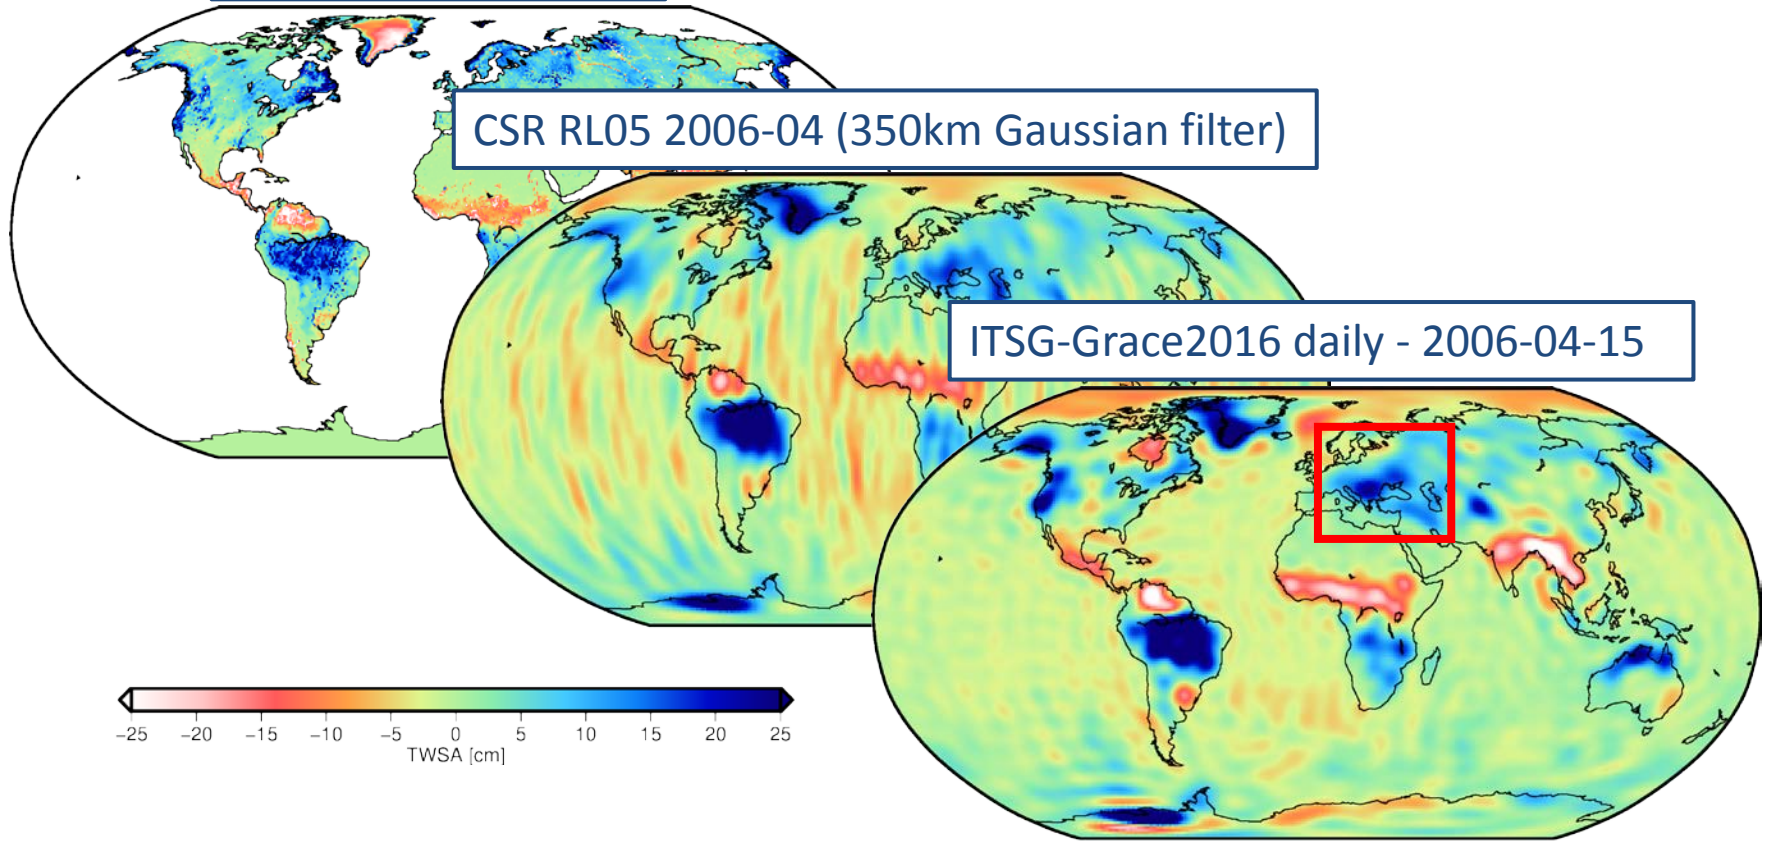 CSR RL05 2006-04 (350km Gaussian filter)
ITSG-Grace2016 daily - 2006-04-15
−25 −20 −15 −10 −5 0 5 10 15 20 25
TWSA [cm]